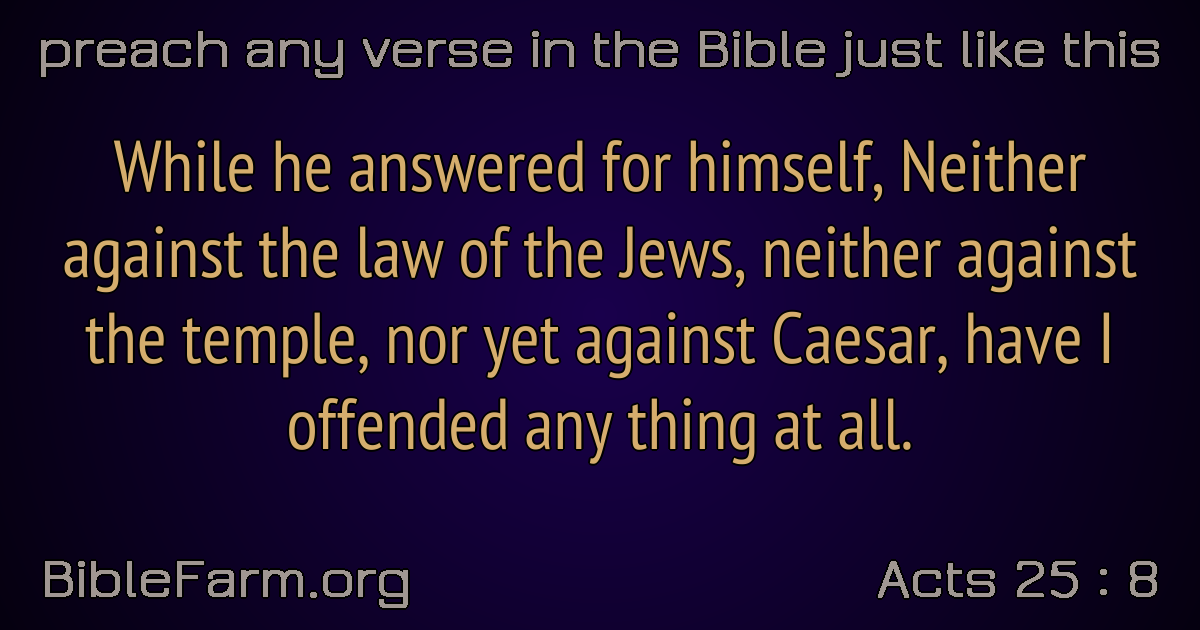 preach any verse in the Bible just like this
While he answered for himself, Neither
against the law of the Jews, neither against
the temple, nor yet against Caesar, have I
offended any thing at all.
BibleFarm.org
Acts 25 : 8